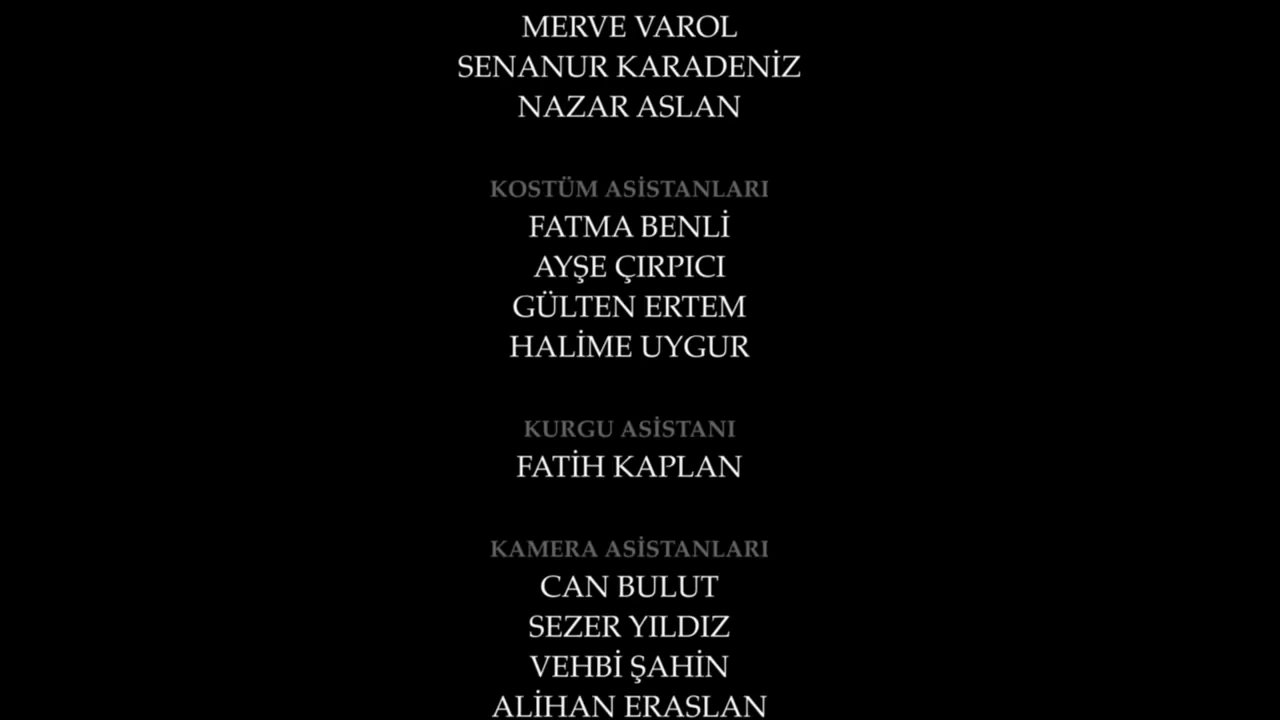 MERVE VAROL
SENANUR KARADENİZ
NAZAR ASLAN
KOSTÜM ASİSTANLARI
FATMA BENLİ
AYŞE ÇIRPICI
GÜLTEN ERTEM
HALİME UYGUR
KURGU ASİSTANI
FATİH KAPLAN
KAMERA ASİSTANLARI
CAN BULUT
SEZER YILDIZ
VEHBİ ŞAHİN
ALİHAN ERASLAN